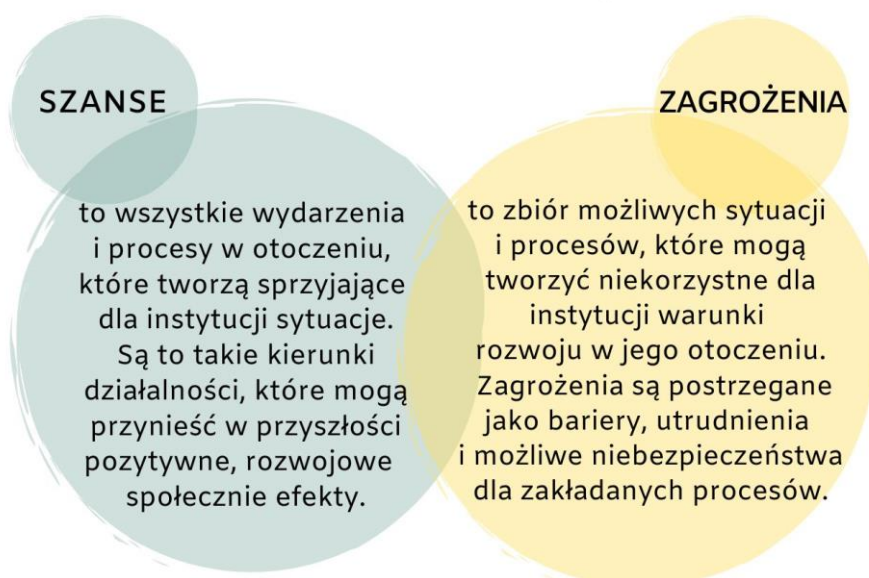 SZANSE
to wszystkie wydarzenia
i procesy w otoczeniu,
które tworzą sprzyjające
dla instytucji sytuacje.
Są to takie kierunki
działalności, które mogą
przynieść w przyszłości
pozytywne, rozwojowe
społecznie efekty.
ZAGROŻENIA
to zbiór możliwych sytuacji
i procesów, które mogą
tworzyć niekorzystne dla
instytucji warunki
rozwoju w jego otoczeniu.
Zagrożenia są postrzegane
jako bariery, utrudnienia
i możliwe niebezpieczeństwa
dla zakładanych procesów.